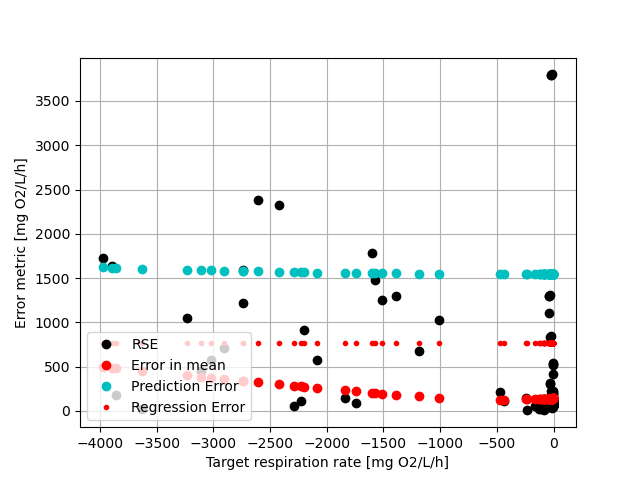 3500
3000
2500
2000
1500
1000
500
0
Error metric [mg O2/L/h]
RSE
Error in mean
Prediction Error
Regression Error
−4000 −3500 −3000 −2500 −2000 −1500 −1000 −500 0
Target respiration rate [mg O2/L/h]